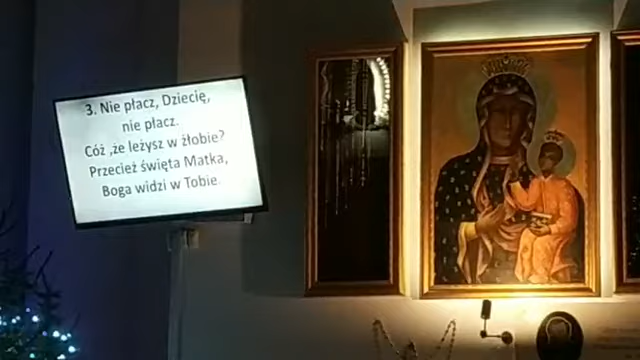 3. Nie płacz, Dziecię,
nie płacz.
Cóż ,że leżysz w żłobie?
Przecież święta Matka,
Boga widzi w Tobie.